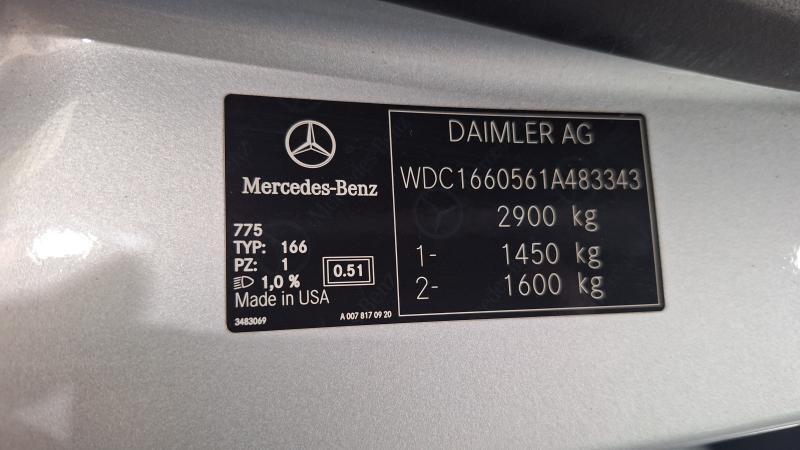 Mercedes-Benz
775
TYP: 166
PZ: 1
1,0 %
0.51
Made in USA
3483069
A 007 817 09 20
DAIMLER AG
WDC1660561A483343
2900 kg
1- 1450 kg
2- 1600 kg